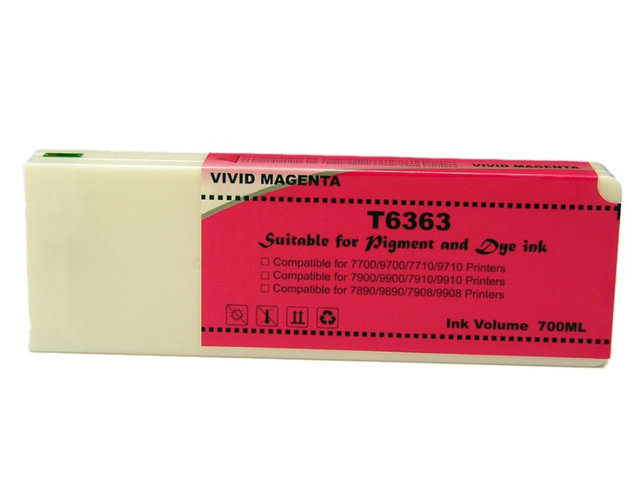 VIVID MAGENTA
VIVID MAGENTA
T6363
Suitable for Pigment and Dye ink
Compatible for 7700/9700/7710/9710 Printers
Compatible for 7900/9900/7910/9910 Printers
Compatible for 7890/9890/7908/9908 Printers
Ink Volume 700ML